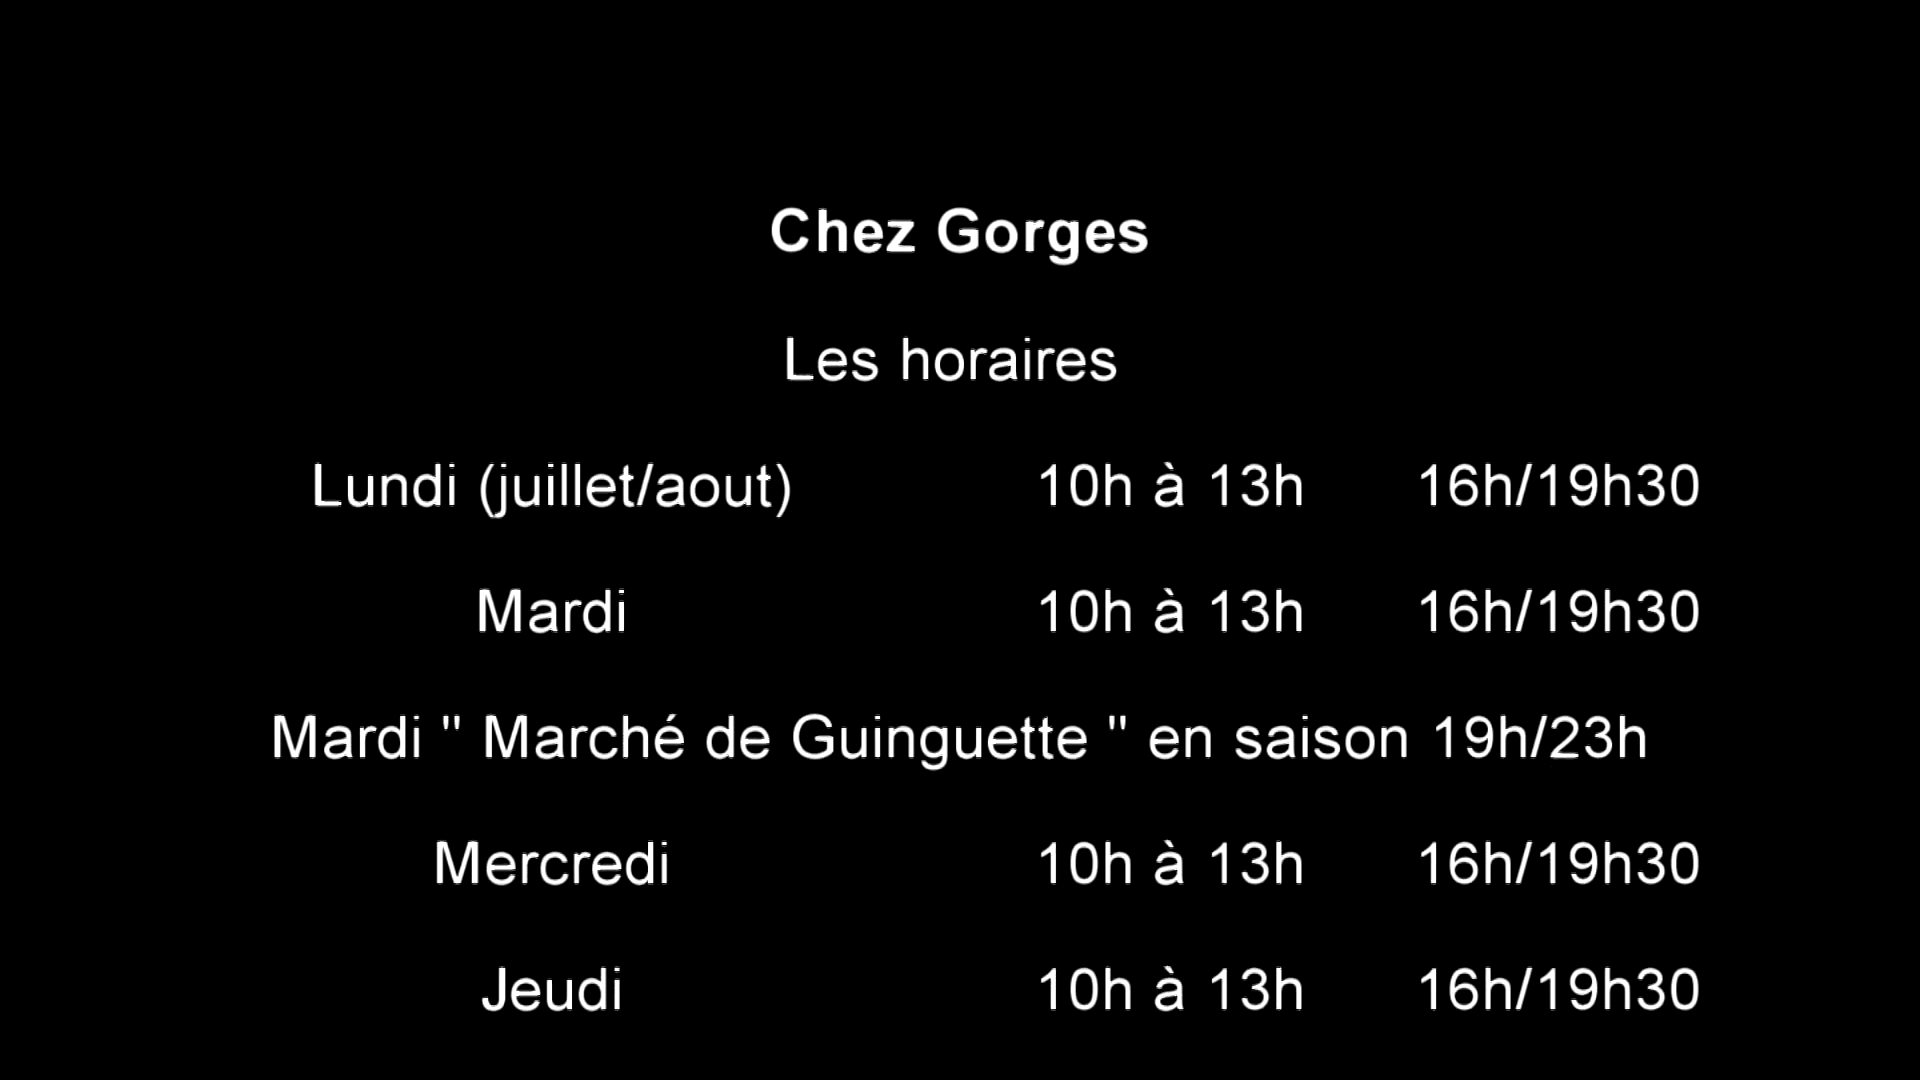 Chez Gorges
Les horaires
Lundi (juillet/aout) 10h à 13h 16h/19h30
Mardi 10h à 13h 16h/19h30
Mardi " Marché de Guinguette " en saison 19h/23h
Mercredi 10h à 13h 16h/19h30
Jeudi 10h à 13h 16h/19h30